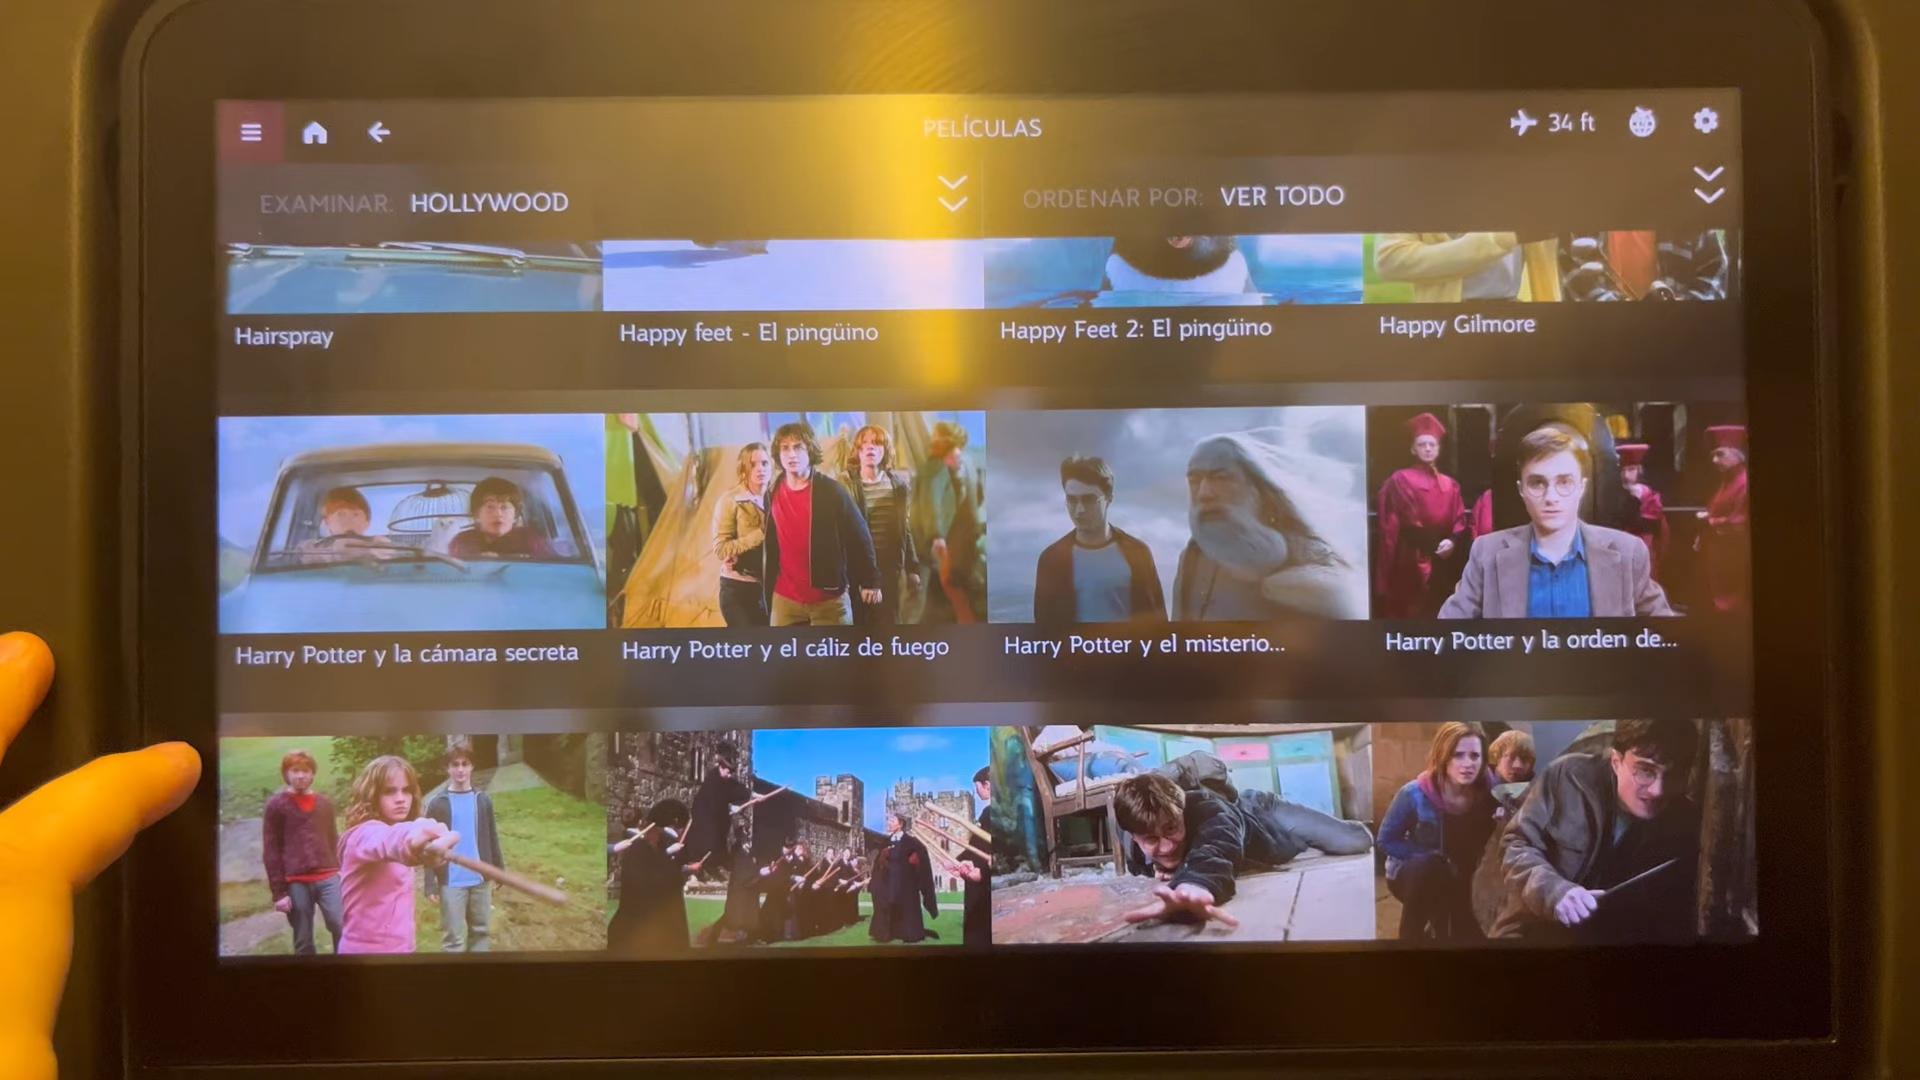 PELÍCULAS
34 ft
EXAMINAR: HOLLYWOOD
ORDENAR POR: VER TODO
Hairspray
Happy feet - El pingüino
Happy Feet 2: El pingüino
Happy Gilmore
Harry Potter y la cámara secreta
Harry Potter y el cáliz de fuego
Harry Potter y el misterio...
Harry Potter y la orden de...